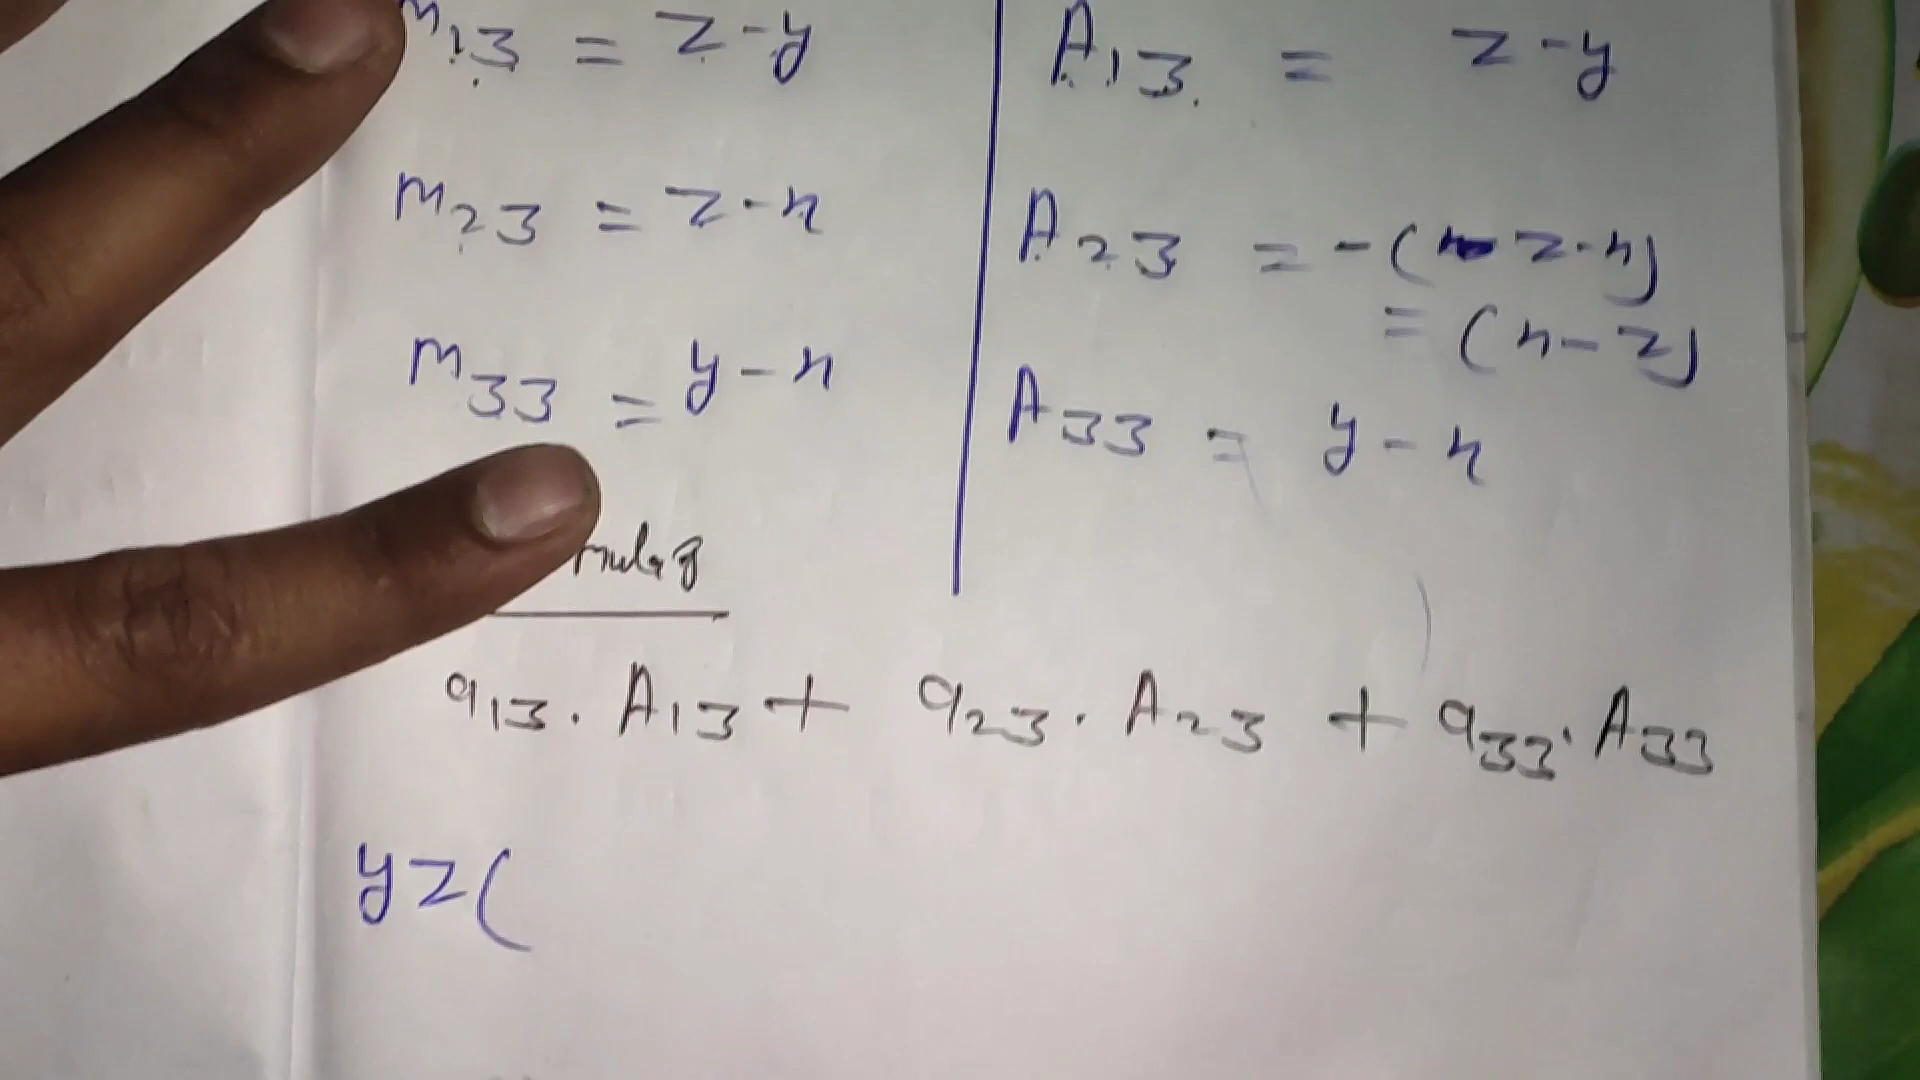 M13 = z-y
M23 = z-x
M33 = y-x
A13 = z-y
A23 = -(z-x)
= (x-z)
A33 = y-x
a13. A13 + a23. A23 + a33. A33
yz(